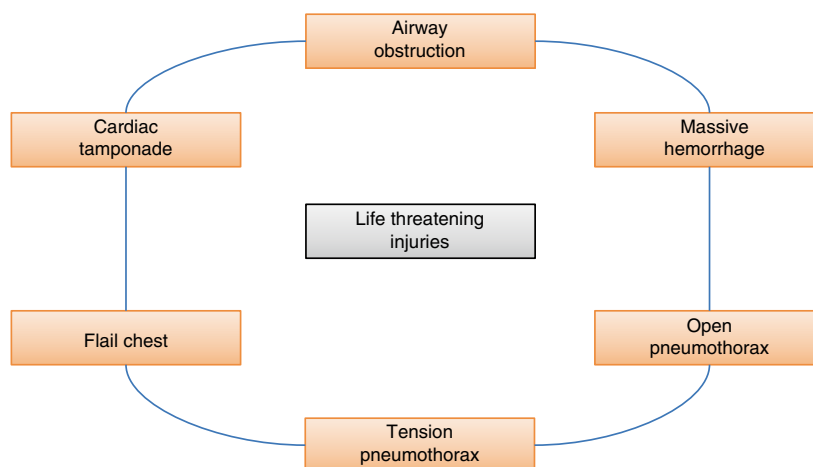 Airway
obstruction
Cardiac
tamponade
Massive
hemorrhage
Life threatening
injuries
Flail chest
Open
pneumothorax
Tension
pneumothorax